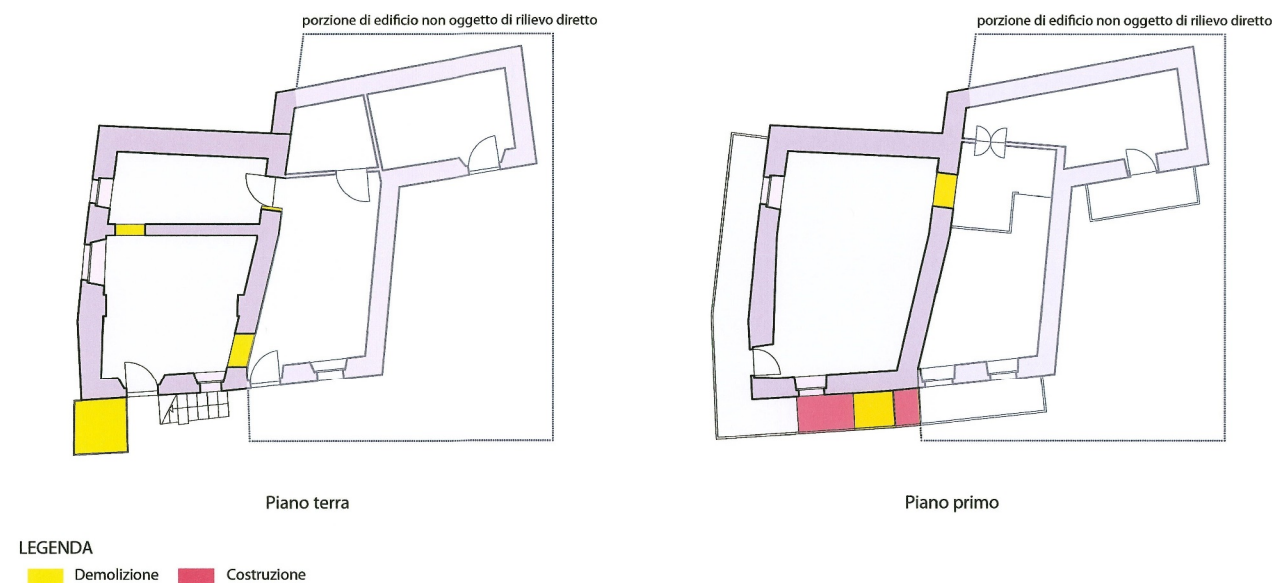 porzione di edificio non oggetto di rilievo diretto
porzione di edificio non oggetto di rilievo diretto
Piano terra
Piano primo
LEGENDA
Demolizione
Costruzione